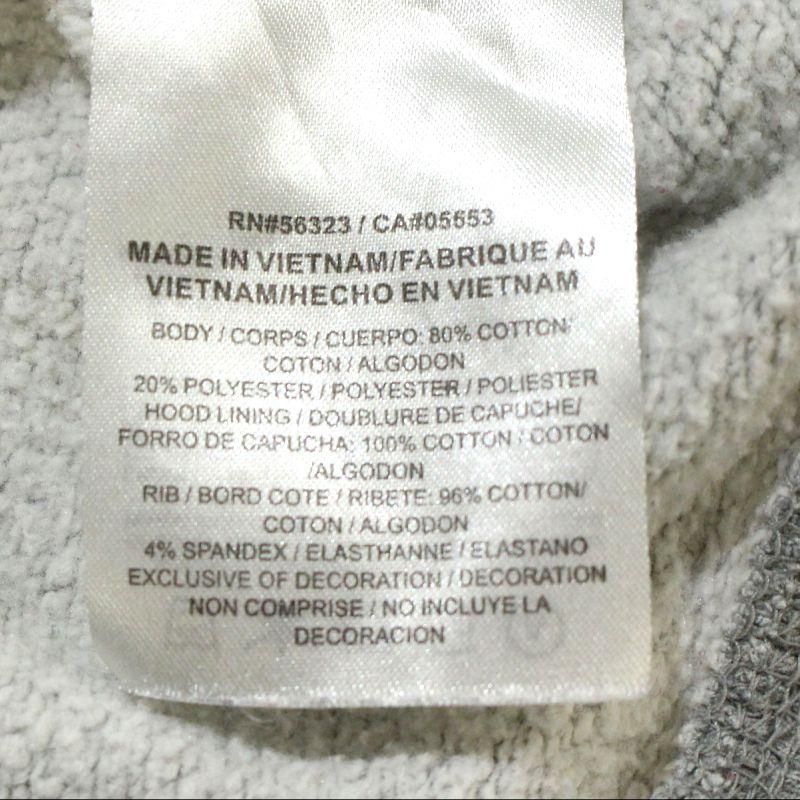 RN#56323 / CA#05553
MADE IN VIETNAM/FABRIQUE AU
VIETNAM/HECHO EN VIETNAM
BODY / CORPS / CUERPO: 80% COTTON/
COTON / ALGODON
20% POLYESTER / POLYESTER / POLIESTER
HOOD LINING / DOUBLURE DE CAPUCHE/
FORRO DE CAPUCHA: 100% COTTON / COTON
/ALGODON
RIB / BORD COTE / RIBETE: 96% COTTON/
COTON / ALGODON
4% SPANDEX / ELASTHANNE / ELASTANO
EXCLUSIVE OF DECORATION / DECORATION
NON COMPRISE / NO INCLUYE LA
DECORACION